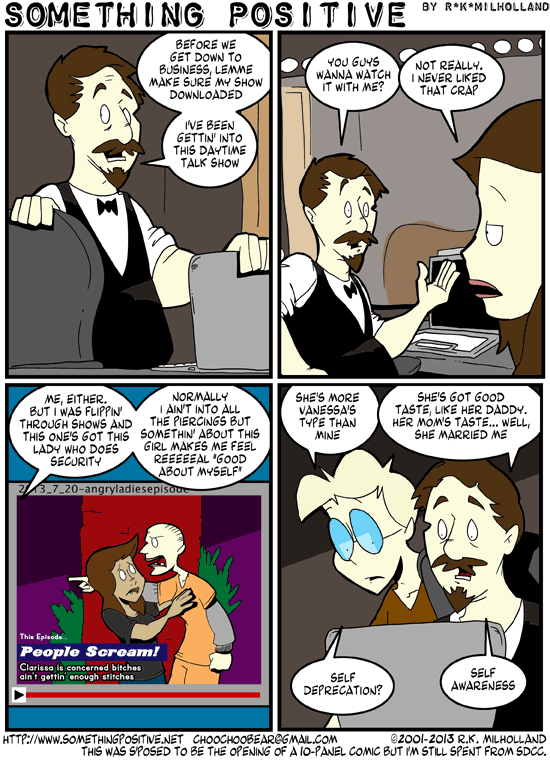 SOMETHING POSITIVE BY R*K*MILHOLLAND
BEFORE WE
GET DOWN TO
BUSINESS, LEMME
MAKE SURE MY SHOW
DOWNLOADED
I'VE BEEN
GETTIN' INTO
THIS DAYTIME
TALK SHOW
YOU GUYS
WANNA WATCH
IT WITH ME?
NOT REALLY.
I NEVER LIKED
THAT CRAP
ME, EITHER.
BUT I WAS FLIPPIN'
THROUGH SHOWS AND
THIS ONE'S GOT THIS
LADY WHO DOES
SECURITY
NORMALLY
I AIN'T INTO ALL
THE PIERCINGS BUT
SOMETHIN' ABOUT THIS
GIRL MAKES ME FEEL
REEEEEAL "GOOD
ABOUT MYSELF"
2013_7_20-angryladiesepisode
This Episode...
People Scream!
Clarissa is concerned bitches
ain't gettin' enough stitches
SHE'S MORE
VANESSA'S
TYPE THAN
MINE
SHE'S GOT GOOD
TASTE, LIKE HER DADDY.
HER MOM'S TASTE... WELL,
SHE MARRIED ME
SELF
DEPRECATION?
SELF
AWARENESS
HTTP://WWW.SOMETHINGPOSITIVE.NET CHOOCHOOBEAR@GMAIL.COM ©2001-2013 R.K. MILHOLLAND
THIS WAS SPOSED TO BE THE OPENING OF A 10-PANEL COMIC BUT I'M STILL SPENT FROM SDCC.